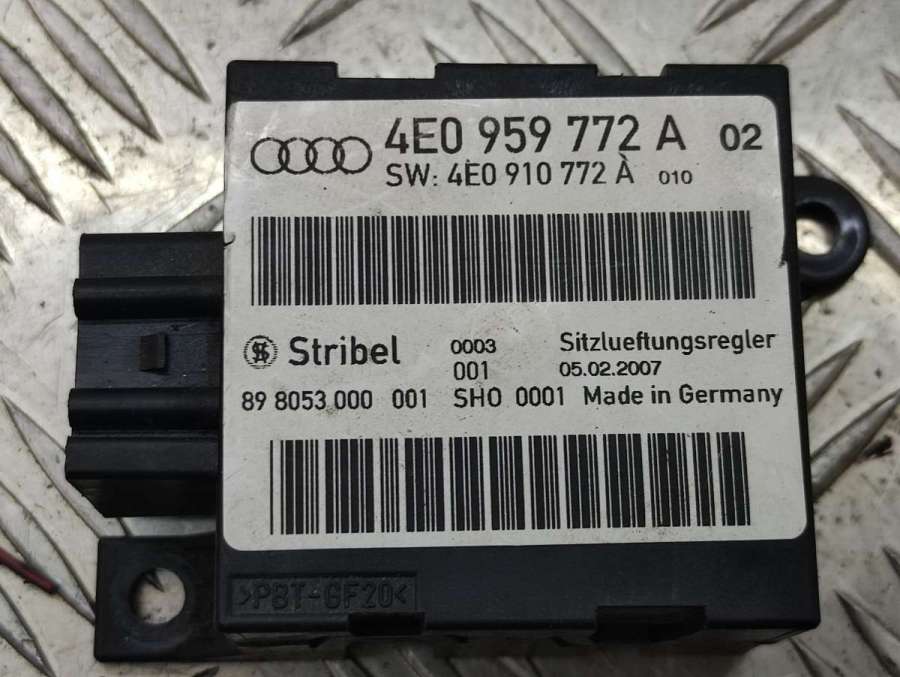 4E0 959 772 A 02
SW: 4E0 910 772 À 010
Stribel 0003 Sitzlueftungsregler
001 05.02.2007
89 8053 000 001 SHO 0001 Made in Germany
>PBT-GF20<